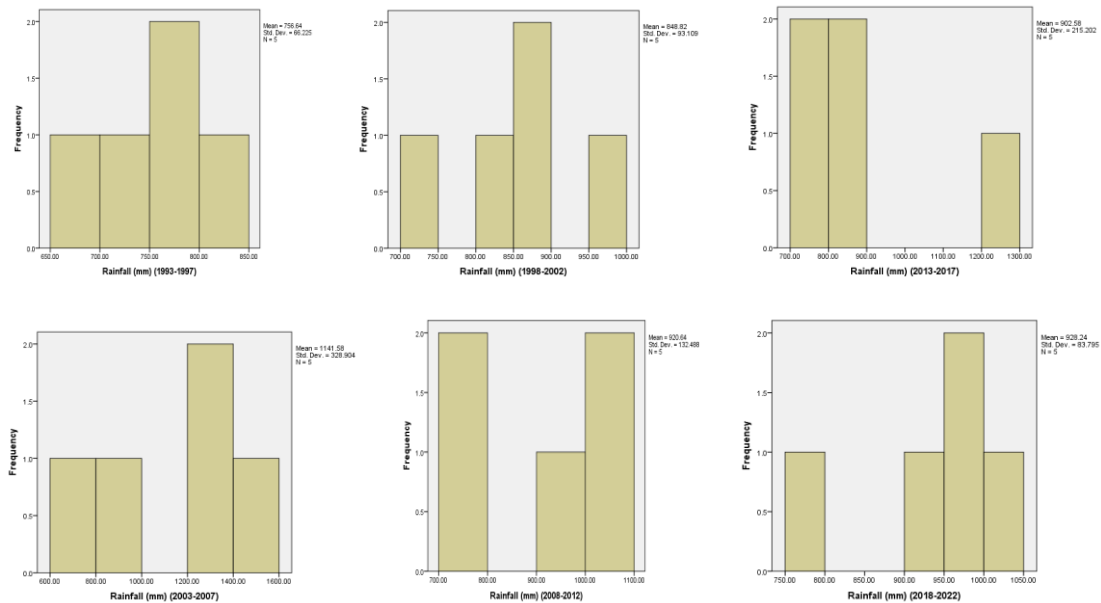 Mean = 756.64
Std. Dev. = 66.225
N = 5
Frequency
2.0
1.5
1.0
0.5
0.0
650.00 700.00 750.00 800.00 850.00
Rainfall (mm) (1993-1997)
Mean = 848.82
Std. Dev. = 93.109
N = 5
Frequency
2.0
1.5
1.0
0.5
0.0
700.00 750.00 800.00 850.00 900.00 950.00 1000.00
Rainfall (mm) (1998-2002)
Mean = 902.58
Std. Dev. = 215.202
N = 5
Frequency
2.0
1.5
1.0
0.5
0.0
700.00 800.00 900.00 1000.00 1100.00 1200.00 1300.00
Rainfall (mm) (2013-2017)
Mean = 1141.58
Std. Dev. = 328.904
N = 5
Frequency
2.0
1.5
1.0
0.5
0.0
600.00 800.00 1000.00 1200.00 1400.00 1600.00
Rainfall (mm) (2003-2007)
Mean = 920.64
Std. Dev. = 132.488
N = 5
Frequency
2.0
1.5
1.0
0.5
0.0
700.00 800.00 900.00 1000.00 1100.00
Rainfall (mm) (2008-2012)
Mean = 928.24
Std. Dev. = 83.795
N = 5
Frequency
2.0
1.5
1.0
0.5
0.0
750.00 800.00 850.00 900.00 950.00 1000.00 1050.00
Rainfall (mm) (2018-2022)